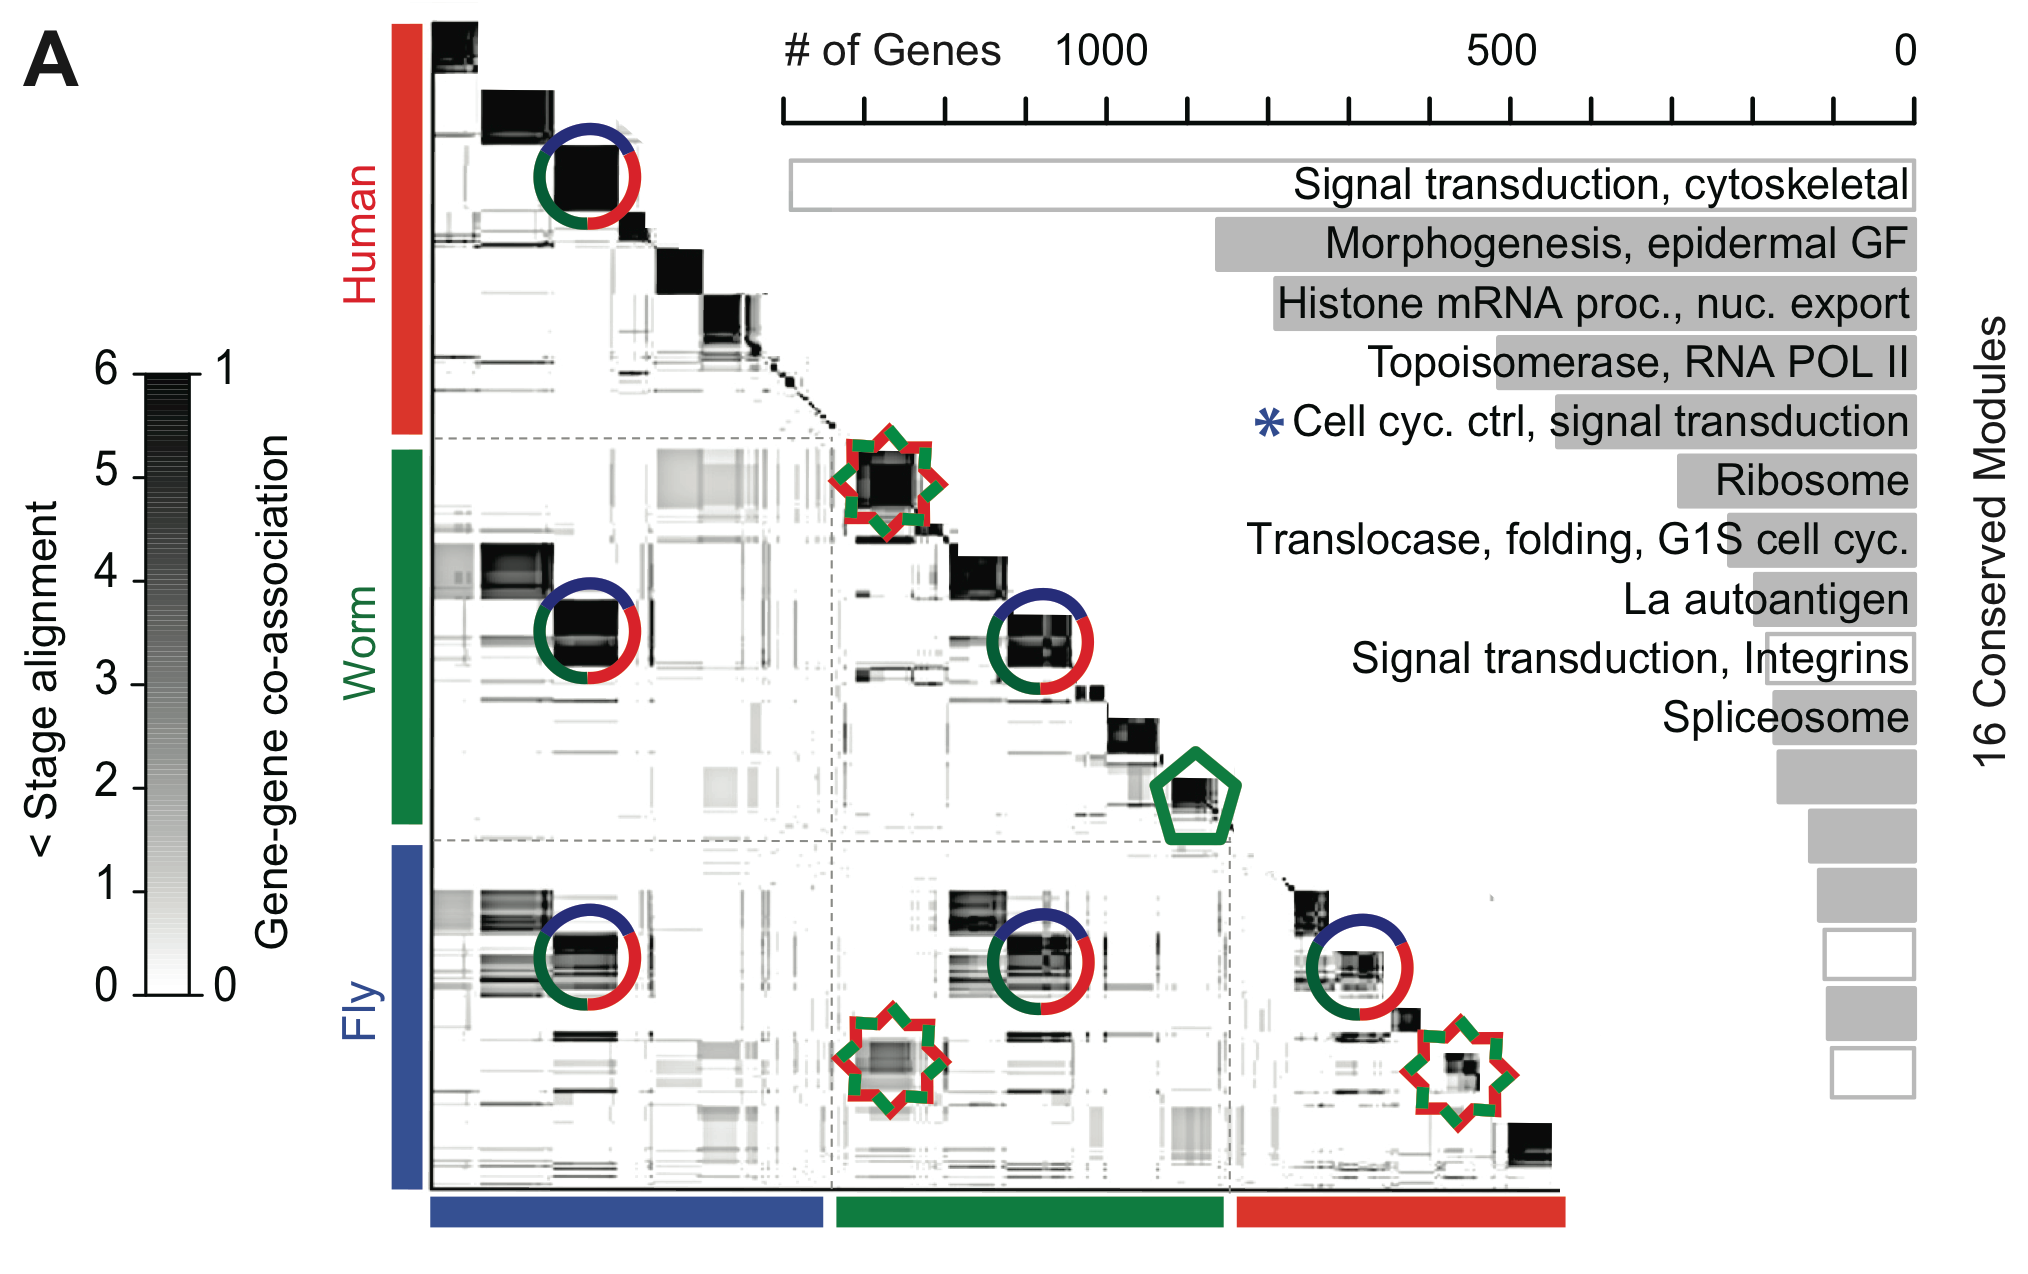 A
# of Genes 1000 500 0
Signal transduction, cytoskeletal
Morphogenesis, epidermal GF
Histone mRNA proc., nuc. export
Topoisomerase, RNA POL II
* Cell cyc. ctrl, signal transduction
Ribosome
Translocase, folding, G1S cell cyc.
La autoantigen
Signal transduction, Integrins
Spliceosome
16 Conserved Modules
Human
Worm
Fly
< Stage alignment
6
5
4
3
2
1
0
1
0
Gene-gene co-association